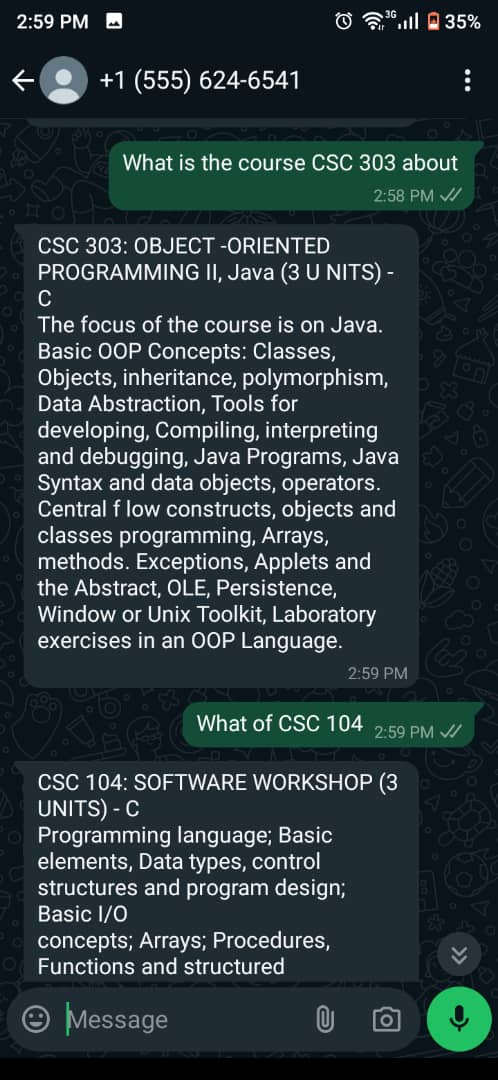 2:59 PM 3G 35%
+1 (555) 624-6541
What is the course CSC 303 about
2:58 PM
CSC 303: OBJECT -ORIENTED
PROGRAMMING II, Java (3 U NITS) -
C
The focus of the course is on Java.
Basic OOP Concepts: Classes,
Objects, inheritance, polymorphism,
Data Abstraction, Tools for
developing, Compiling, interpreting
and debugging, Java Programs, Java
Syntax and data objects, operators.
Central f low constructs, objects and
classes programming, Arrays,
methods. Exceptions, Applets and
the Abstract, OLE, Persistence,
Window or Unix Toolkit, Laboratory
exercises in an OOP Language.
2:59 PM
What of CSC 104 2:59 PM
CSC 104: SOFTWARE WORKSHOP (3
UNITS) - C
Programming language; Basic
elements, Data types, control
structures and program design;
Basic I/O
concepts; Arrays; Procedures,
Functions and structured
Message